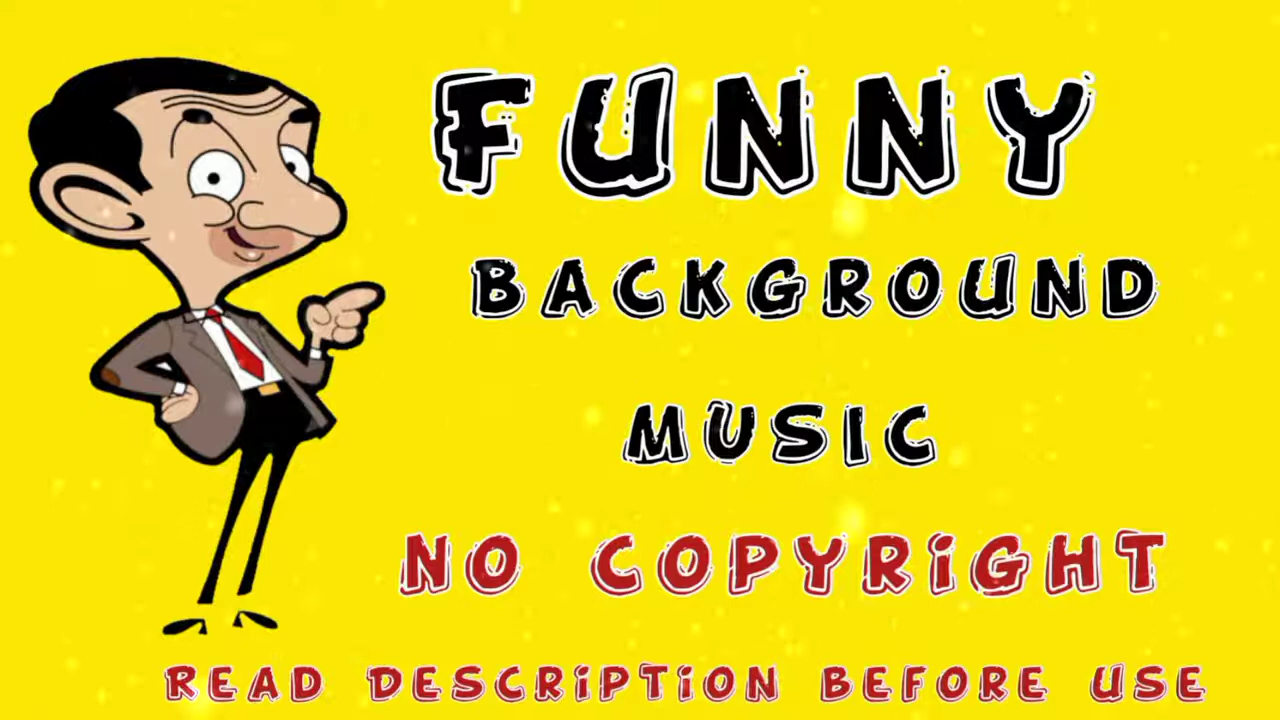 FUNNY
BACKGROUND
MUSIC
NO COPYRIGHT
READ DESCRIPTION BEFORE USE